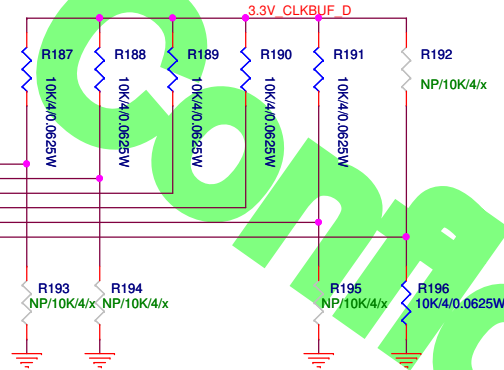 3.3V_CLKBUF_D
R187
R188
R189
R190
R191
R192
10K/4/0.0625W
10K/4/0.0625W
10K/4/0.0625W
10K/4/0.0625W
10K/4/0.0625W
NP/10K/4/x
R193
R194
R195
R196
NP/10K/4/x
NP/10K/4/x
NP/10K/4/x
10K/4/0.0625W
Con